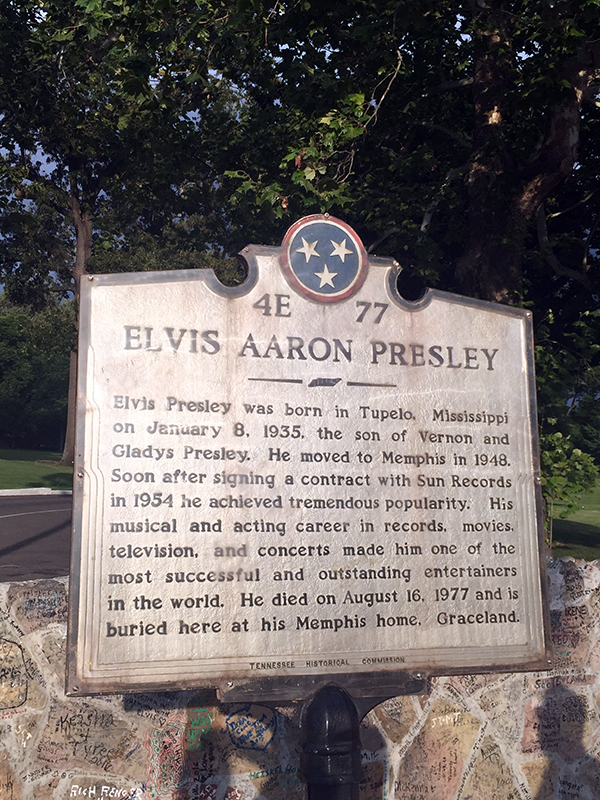 4E 77
ELVIS AARON PRESLEY
Elvis Presley was born in Tupelo, Mississippi
on January 8, 1935, the son of Vernon and
Gladys Presley. He moved to Memphis in 1948.
Soon after signing a contract with Sun Records
in 1954 he achieved tremendous popularity. His
musical and acting career in records, movies,
television, and concerts made him one of the
most successful and outstanding entertainers
in the world. He died on August 16, 1977 and is
buried here at his Memphis home, Graceland.
TENNESSEE HISTORICAL COMMISSION
Keisha
Tyree
RICH